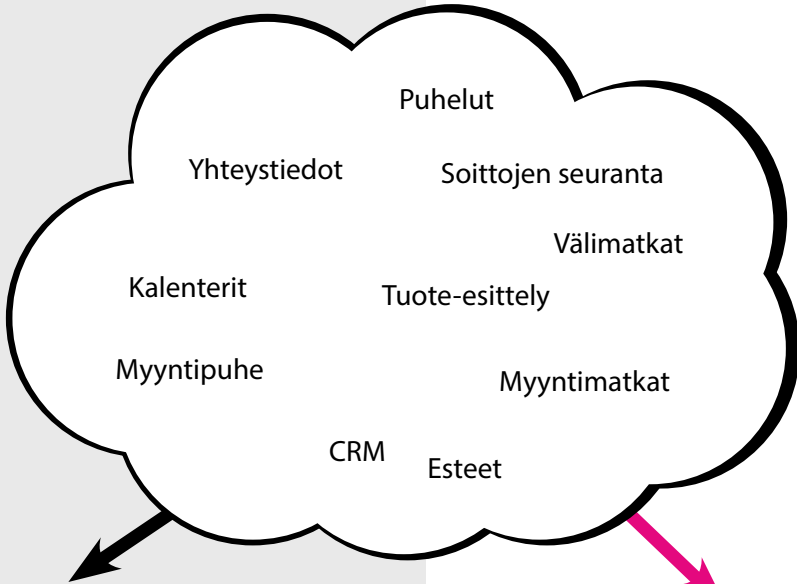 Puhelut
Yhteystiedot
Soittojen seuranta
Välimatkat
Kalenterit
Tuote-esittely
Myyntipuhe
Myyntimatkat
CRM
Esteet